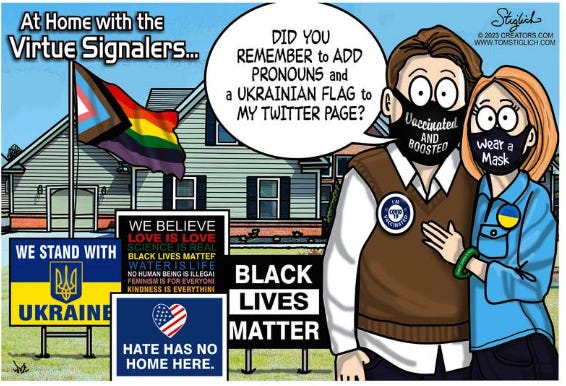 At Home with the
Virtue Signalers...
DID YOU
REMEMBER to ADD
PRONOUNS and
a UKRAINIAN FLAG to
MY TWITTER PAGE?
Stiglich
© 2023 CREATORS.COM
WWW.TOMSTIGLICH.COM
Vaccinated
AND
BOOSTED
Wear a
Mask
I'M
VACCINATED
WE STAND WITH
UKRAINE
WE BELIEVE
LOVE IS LOVE
SCIENCE IS REAL
BLACK LIVES MATTER
WATER IS LIFE
NO HUMAN BEING IS ILLEGAL
FEMINISM IS FOR EVERYONE
KINDNESS IS EVERYTHING
BLACK
LIVES
MATTER
HATE HAS NO
HOME HERE.